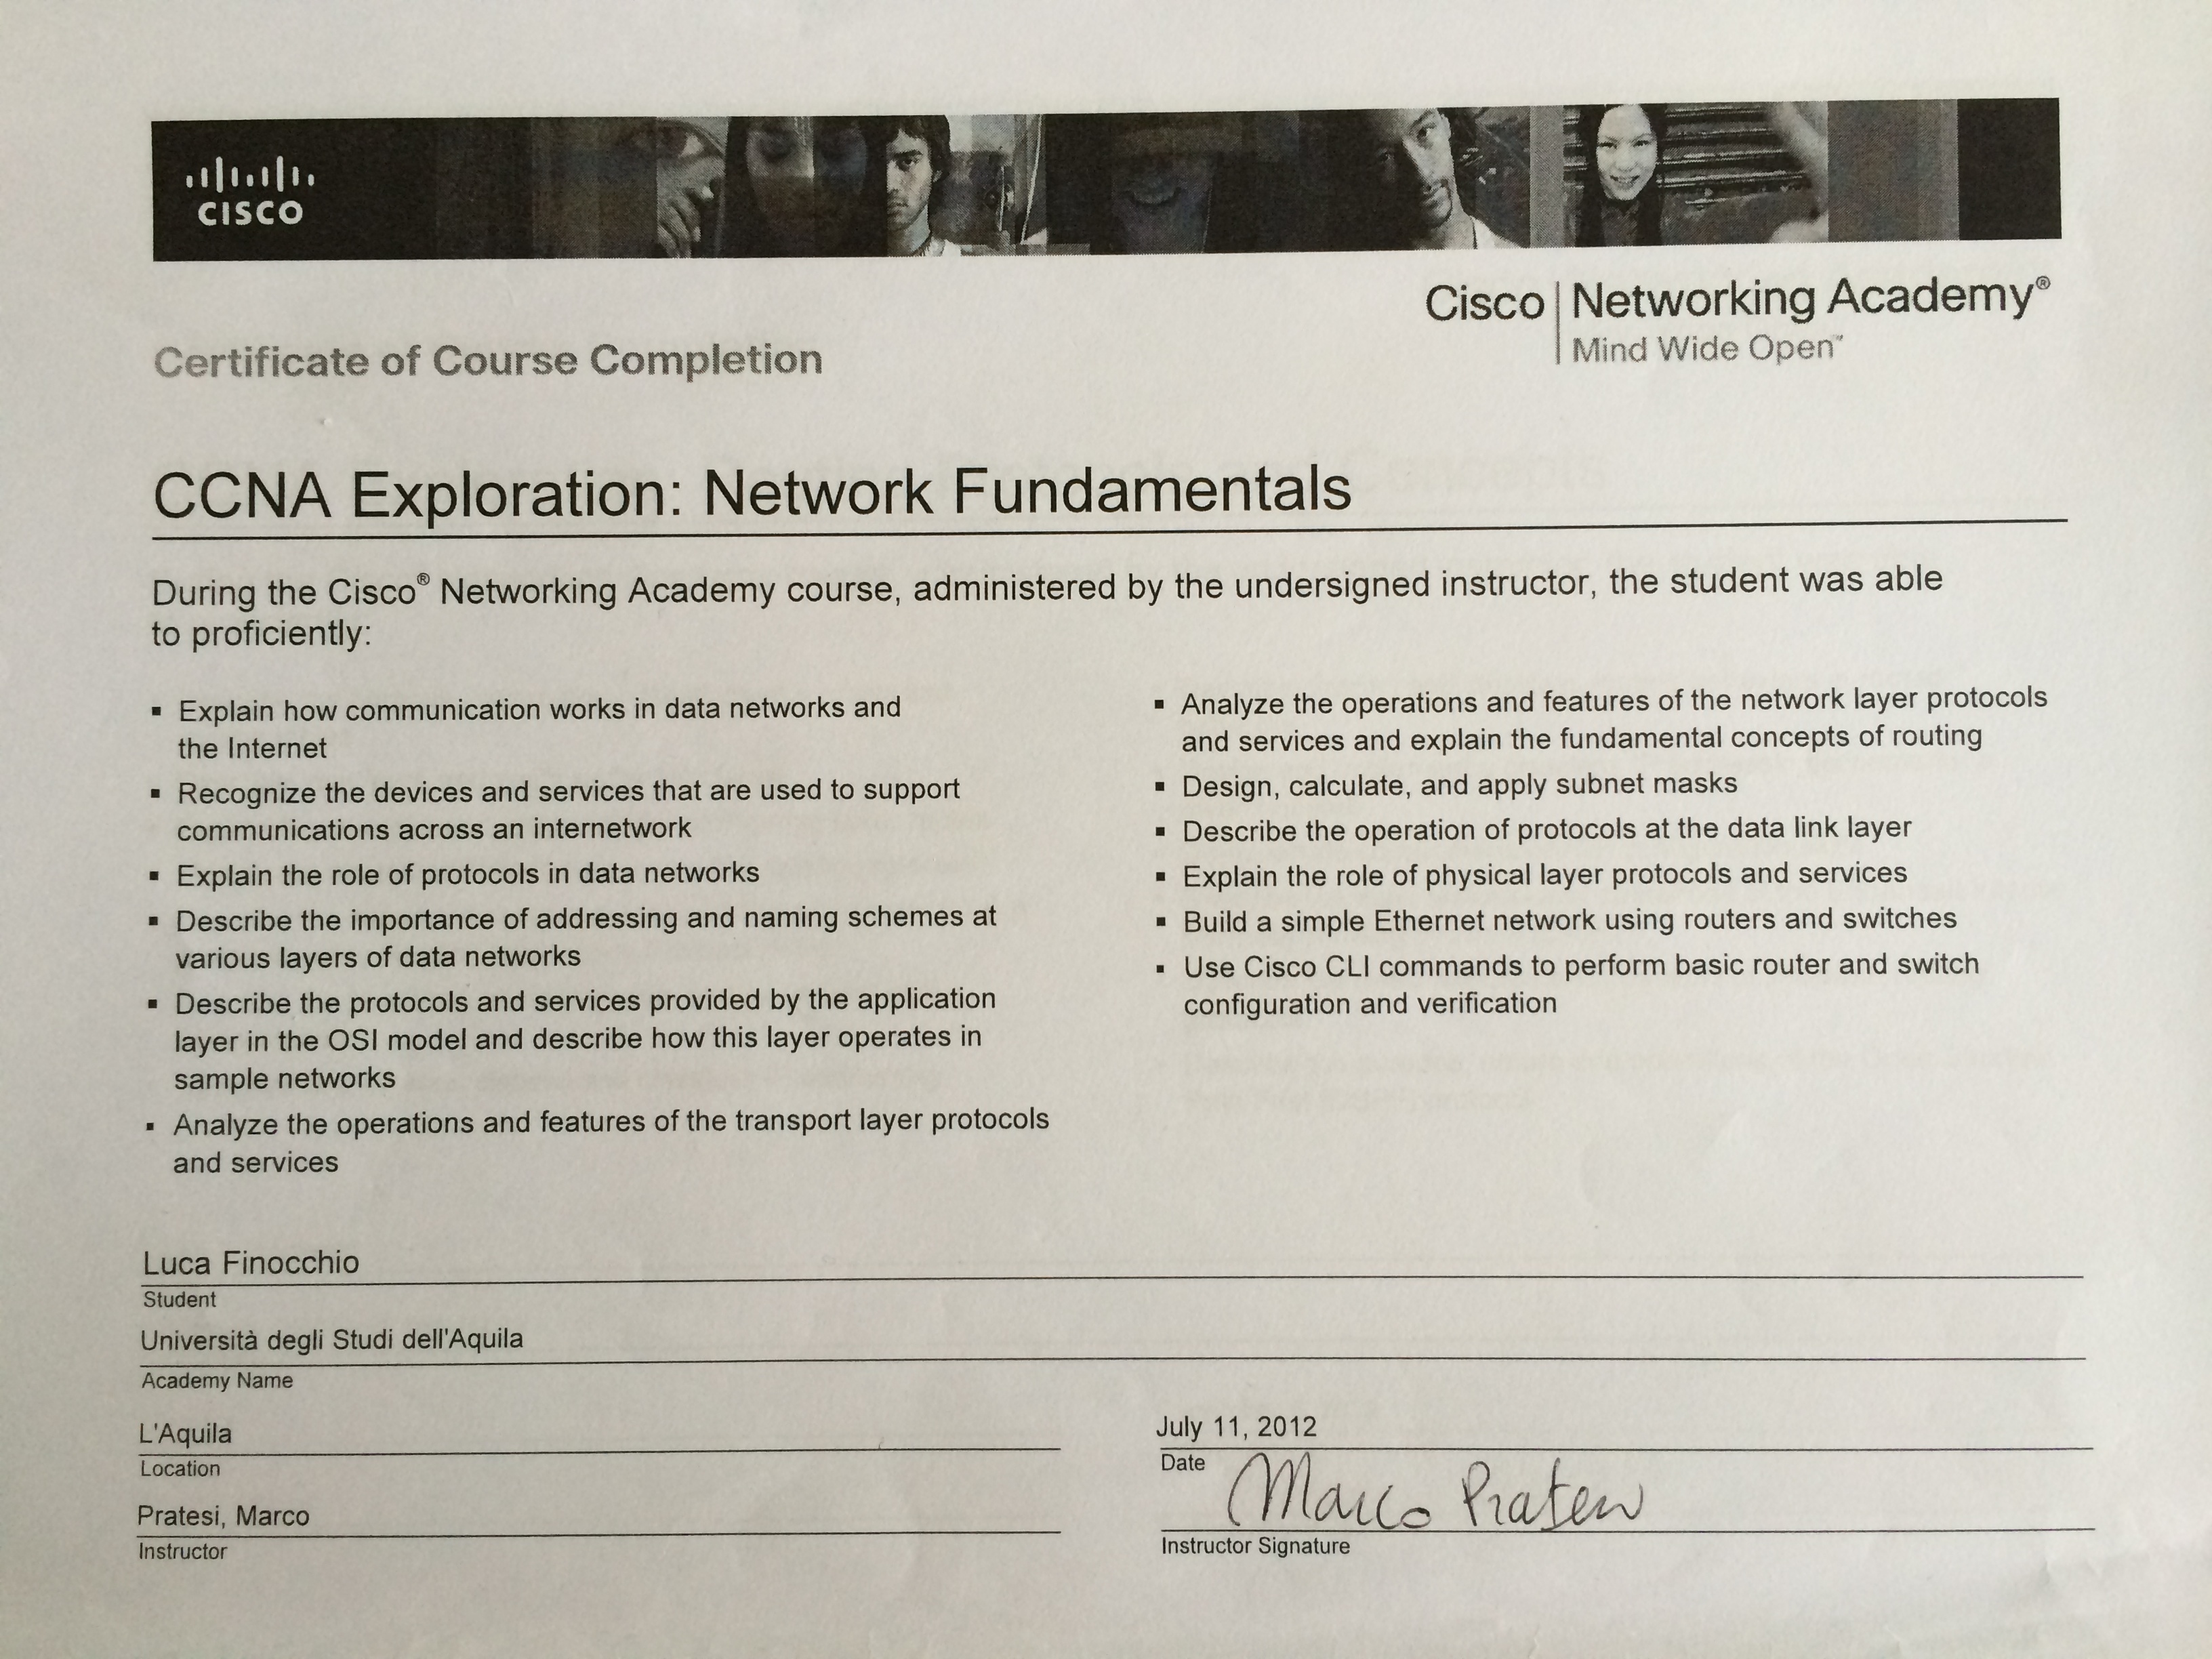 CISCO
Cisco | Networking Academy®
Mind Wide Open™
Certificate of Course Completion
CCNA Exploration: Network Fundamentals
During the Cisco® Networking Academy course, administered by the undersigned instructor, the student was able
to proficiently:
▪ Explain how communication works in data networks and
the Internet
▪ Recognize the devices and services that are used to support
communications across an internetwork
▪ Explain the role of protocols in data networks
▪ Describe the importance of addressing and naming schemes at
various layers of data networks
▪ Describe the protocols and services provided by the application
layer in the OSI model and describe how this layer operates in
sample networks
▪ Analyze the operations and features of the transport layer protocols
and services
▪ Analyze the operations and features of the network layer protocols
and services and explain the fundamental concepts of routing
▪ Design, calculate, and apply subnet masks
▪ Describe the operation of protocols at the data link layer
▪ Explain the role of physical layer protocols and services
▪ Build a simple Ethernet network using routers and switches
▪ Use Cisco CLI commands to perform basic router and switch
configuration and verification
Luca Finocchio
Student
Università degli Studi dell'Aquila
Academy Name
L'Aquila
Location
July 11, 2012
Date
Pratesi, Marco
Instructor
Marco Pratesi
Instructor Signature